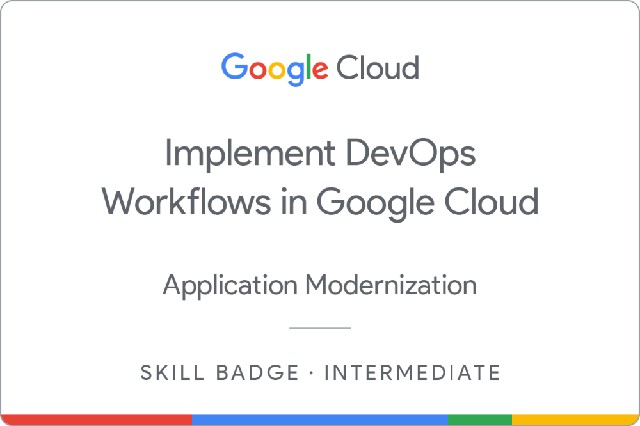 Google Cloud
Implement DevOps
Workflows in Google Cloud
Application Modernization
SKILL BADGE · INTERMEDIATE